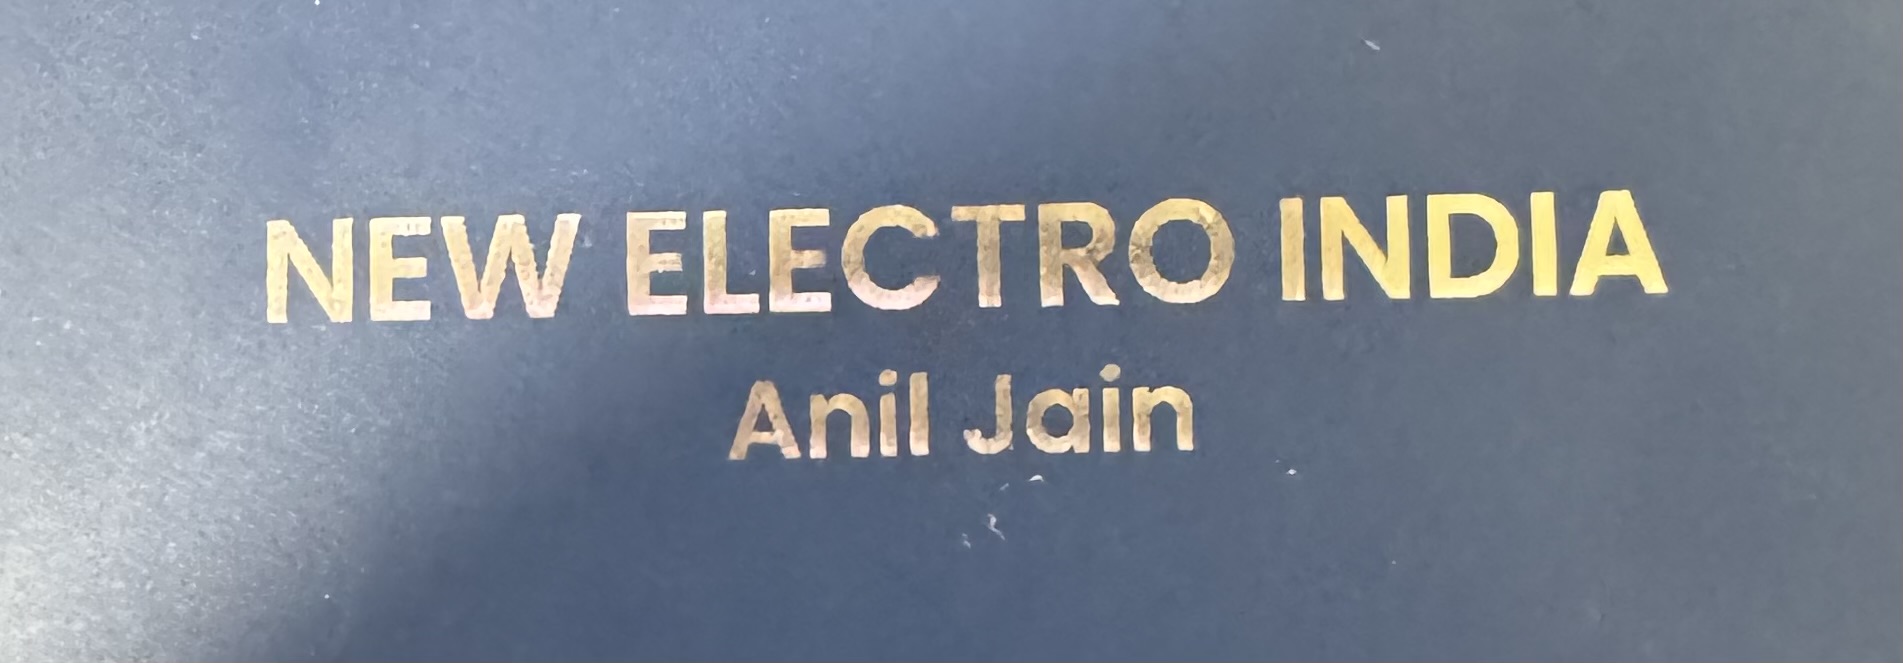 NEW ELECTRO INDIA
Anil Jain